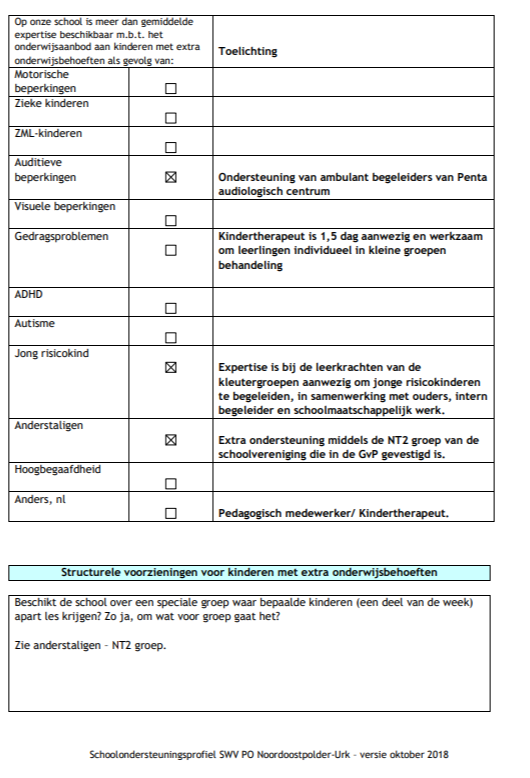 Op onze school is meer dan gemiddelde
expertise beschikbaar m.b.t. het
onderwijsaanbod aan kinderen met extra
onderwijsbehoeften als gevolg van:
Toelichting
Motorische
beperkingen ☐
Zieke kinderen
☐
ZML-kinderen
☐
Auditieve
beperkingen ☒ Ondersteuning van ambulant begeleiders van Penta
audiologisch centrum
Visuele beperkingen
☐
Gedragsproblemen ☐ Kindertherapeut is 1,5 dag aanwezig en werkzaam
om leerlingen individueel in kleine groepen
behandeling
ADHD
☐
Autisme
☐
Jong risicokind
☒ Expertise is bij de leerkrachten van de
kleutergroepen aanwezig om jonge risicokinderen
te begeleiden, in samenwerking met ouders, intern
begeleider en schoolmaatschappelijk werk.
Anderstaligen
☒ Extra ondersteuning middels de NT2 groep van de
schoolvereniging die in de GvP gevestigd is.
Hoogbegaafdheid
☐
Anders, nl
☐ Pedagogisch medewerker/ Kindertherapeut.
Structurele voorzieningen voor kinderen met extra onderwijsbehoeften
Beschikt de school over een speciale groep waar bepaalde kinderen (een deel van de week)
apart les krijgen? Zo ja, om wat voor groep gaat het?
Zie anderstaligen – NT2 groep.
Schoolondersteuningsprofiel SWV PO Noordoostpolder-Urk – versie oktober 2018